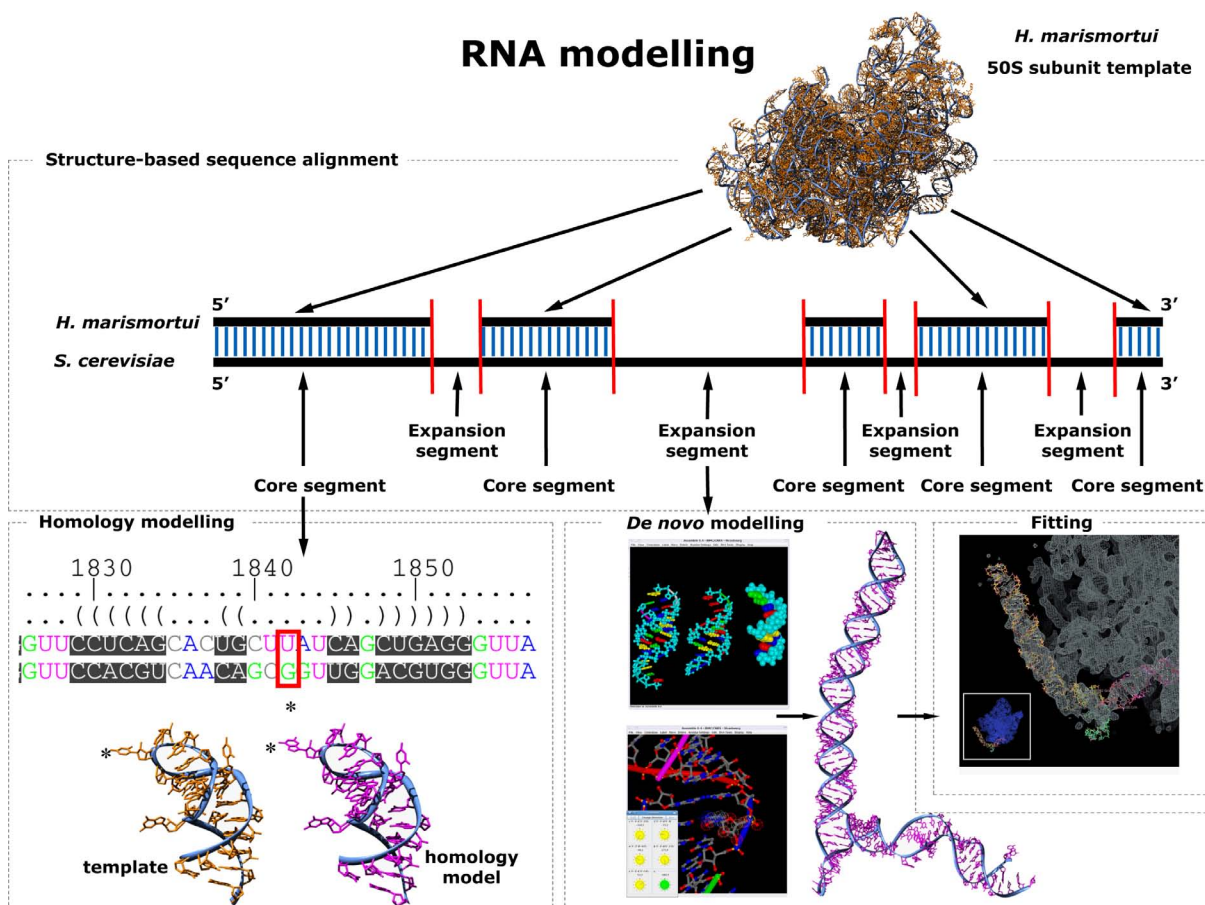 RNA modelling
H. marismortui
50S subunit template
Structure-based sequence alignment
5′
3′
H. marismortui
S. cerevisiae
5′
3′
Expansion segment
Expansion segment
Expansion segment
Expansion segment
Core segment
Core segment
Core segment
Core segment
Core segment
Homology modelling
1830 1840 1850
...((((((...((.....)).))))))....
GUUCCUCAGCACUGCUUAUCAGCUGAGGGUUA
GUUCCACGUCAACAGCGGUUGGACGUGGGUUA
*
*
*
template
homology
model
De novo modelling
Fitting